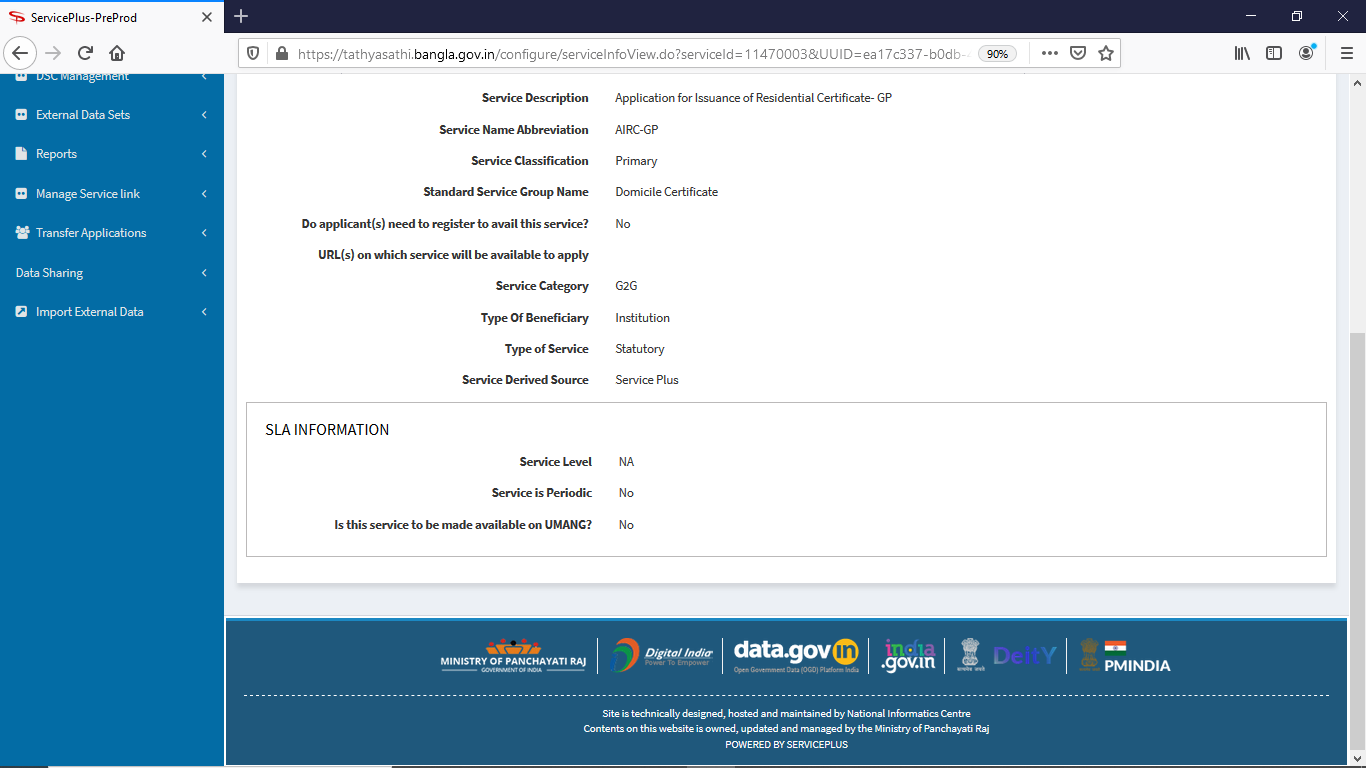 ServicePlus-PreProd
https://tathyasathi.bangla.gov.in/configure/serviceInfoView.do?serviceId=11470003&UUID=ea17c337-b0db-
90%
DSC Management
External Data Sets
Reports
Manage Service link
Transfer Applications
Data Sharing
Import External Data
Service Description Application for Issuance of Residential Certificate- GP
Service Name Abbreviation AIRC-GP
Service Classification Primary
Standard Service Group Name Domicile Certificate
Do applicant(s) need to register to avail this service? No
URL(s) on which service will be available to apply
Service Category G2G
Type Of Beneficiary Institution
Type of Service Statutory
Service Derived Source Service Plus
SLA INFORMATION
Service Level NA
Service is Periodic No
Is this service to be made available on UMANG? No
MINISTRY OF PANCHAYATI RAJ
GOVERNMENT OF INDIA
Digital India
Power To Empower
data.gov in
Open Government Data (OGD) Platform India
india
.gov.in
DeitY
PMINDIA
Site is technically designed, hosted and maintained by National Informatics Centre
Contents on this website is owned, updated and managed by the Ministry of Panchayati Raj
POWERED BY SERVICEPLUS